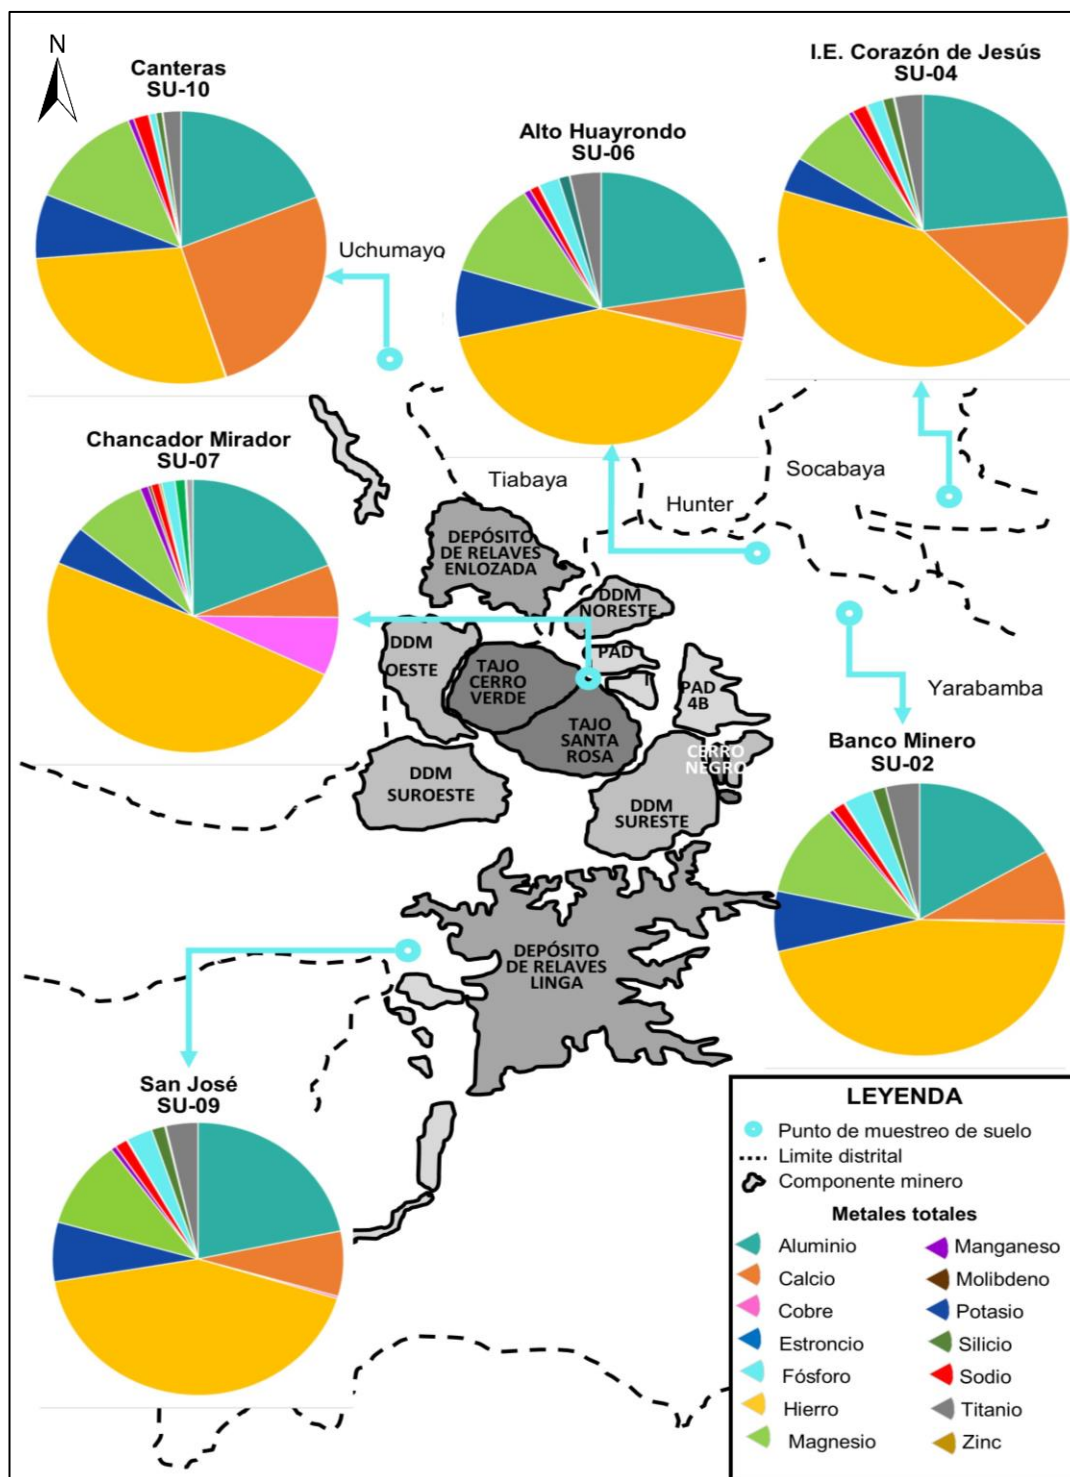 N
Canteras
SU-10
I.E. Corazón de Jesús
SU-04
Alto Huayrondo
SU-06
Uchumayo
Chancador Mirador
SU-07
Tiabaya
Hunter
Socabaya
DEPÓSITO
DE RELAVES
ENLOZADA
DDM
NORESTE
DDM
OESTE
PAD
I
TAJO
CERRO
VERDE
PAD
4B
TAJO
SANTA
ROSA
Yarabamba
CERRO
NEGRO
Banco Minero
SU-02
DDM
SUROESTE
DDM
SURESTE
DEPÓSITO
DE RELAVES
LINGA
San José
SU-09
LEYENDA
Punto de muestreo de suelo
Limite distrital
Componente minero
Metales totales
Aluminio
Calcio
Cobre
Estroncio
Fósforo
Hierro
Magnesio
Manganeso
Molibdeno
Potasio
Silicio
Sodio
Titanio
Zinc